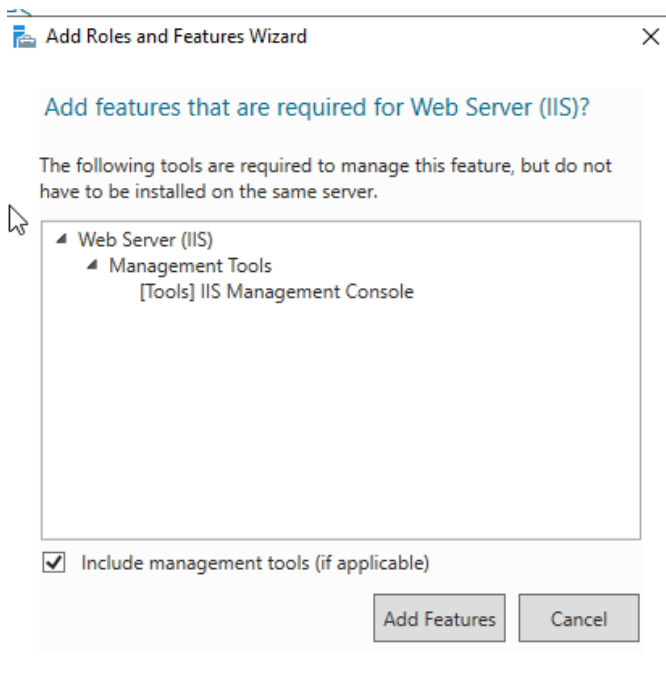 Add Roles and Features Wizard
Add features that are required for Web Server (IIS)?
The following tools are required to manage this feature, but do not
have to be installed on the same server.
Web Server (IIS)
Management Tools
[Tools] IIS Management Console
Include management tools (if applicable)
Add Features
Cancel